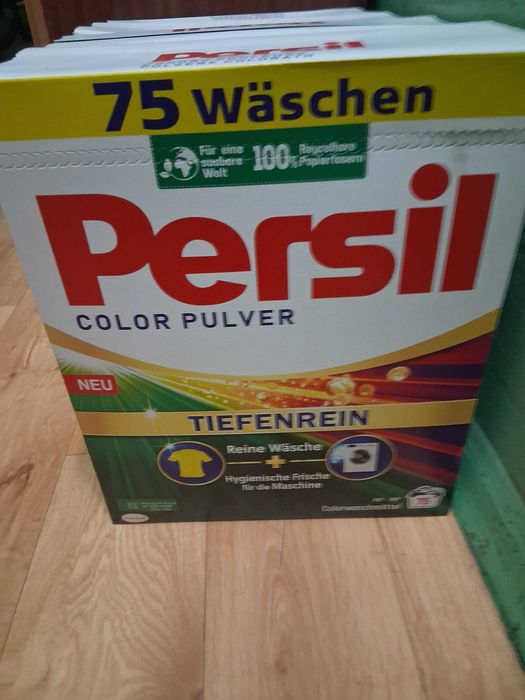 75 Wäschen
Für eine
saubere
Welt
100% Recycelbare
Papierfasern
Persil
COLOR PULVER
NEU
TIEFENREIN
Reine Wäsche
+
Hygienische Frische
für die Maschine
75
Colorwaschmittel